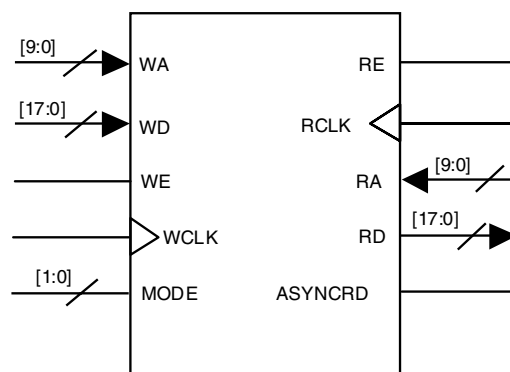 [9:0]
WA
RE
[17:0]
WD
RCLK
[9:0]
WE
RA
[17:0]
WCLK
RD
[1:0]
MODE
ASYNCRD